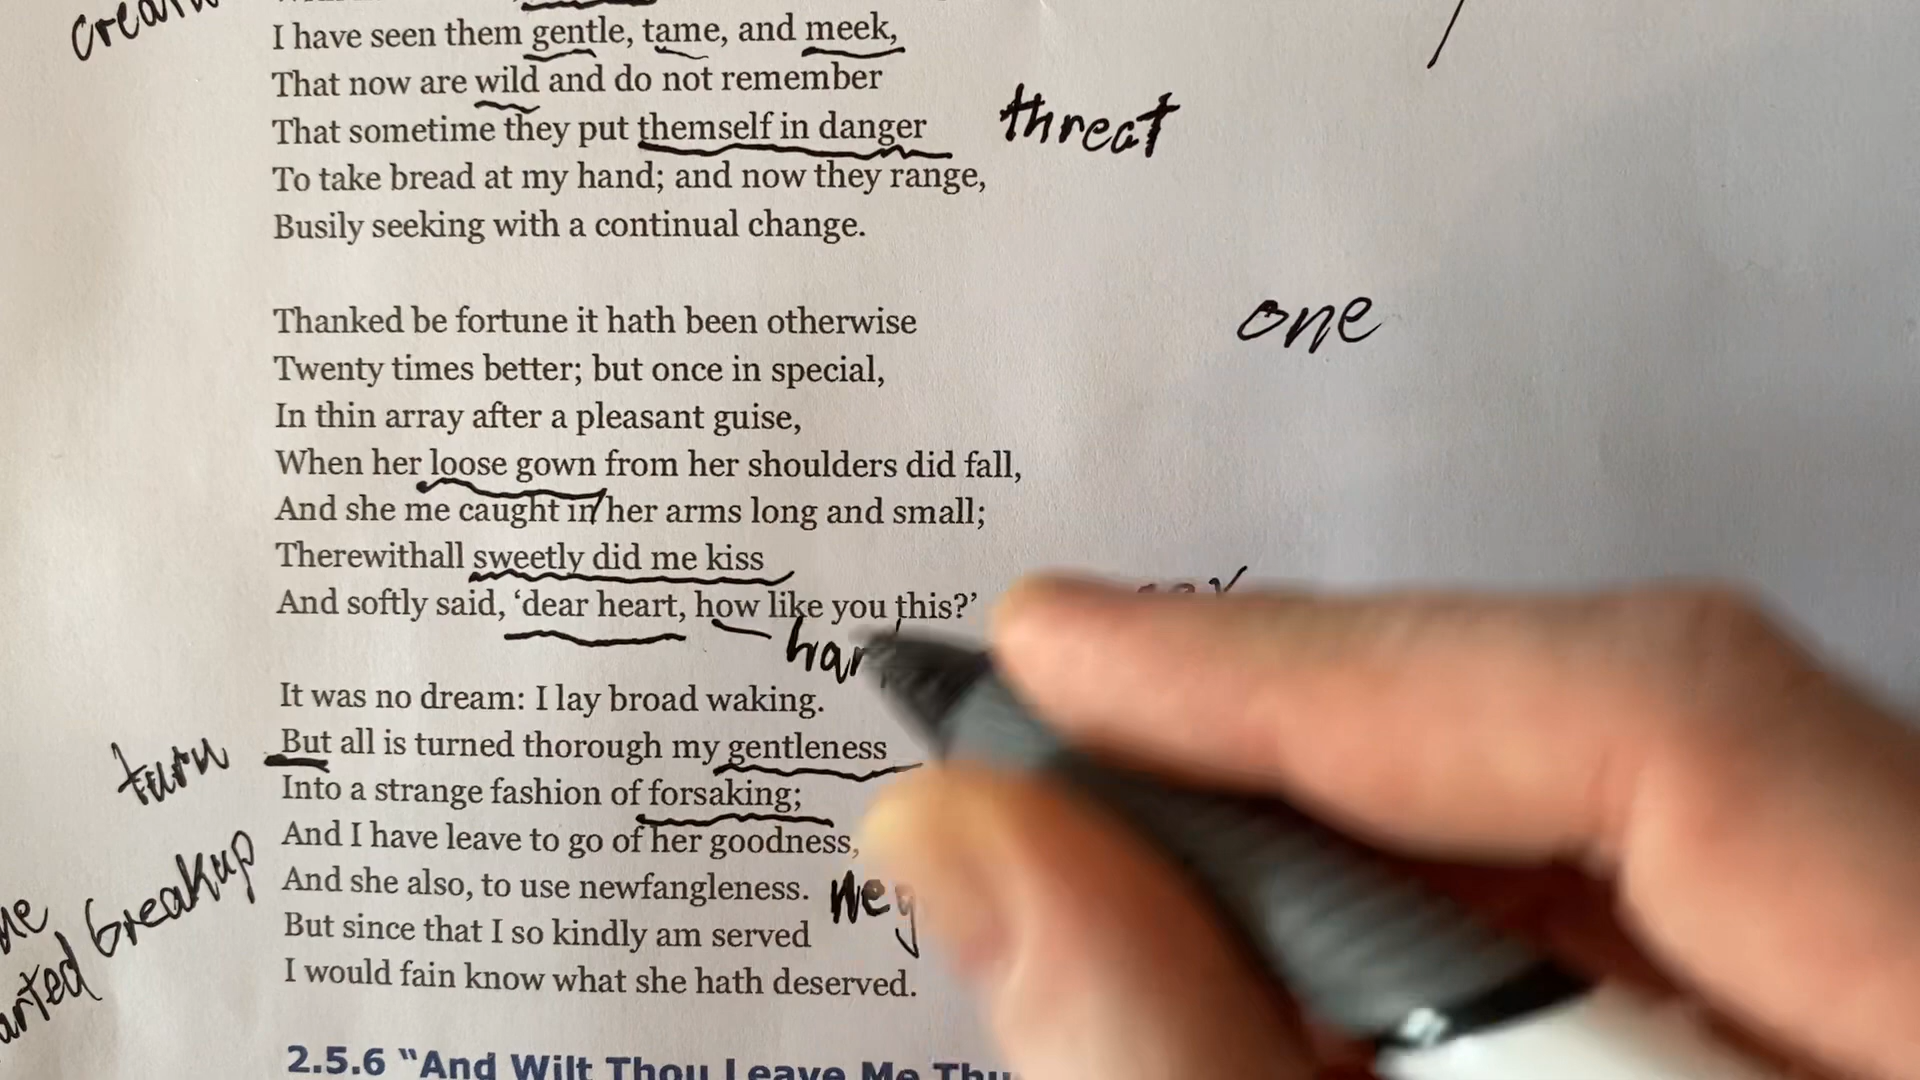 I have seen them gentle, tame, and meek,
That now are wild and do not remember
That sometime they put themself in danger
threat
To take bread at my hand; and now they range,
Busily seeking with a continual change.
Thanked be fortune it hath been otherwise
one
Twenty times better; but once in special,
In thin array after a pleasant guise,
When her loose gown from her shoulders did fall,
And she me caught in her arms long and small;
Therewithall sweetly did me kiss
And softly said, ‘dear heart, how like you this?’
It was no dream: I lay broad waking.
But all is turned thorough my gentleness
turn
Into a strange fashion of forsaking;
And I have leave to go of her goodness,
And she also, to use newfangleness.
breakup
But since that I so kindly am served
I would fain know what she hath deserved.
2.5.6 “And Wilt Thou Leave Me